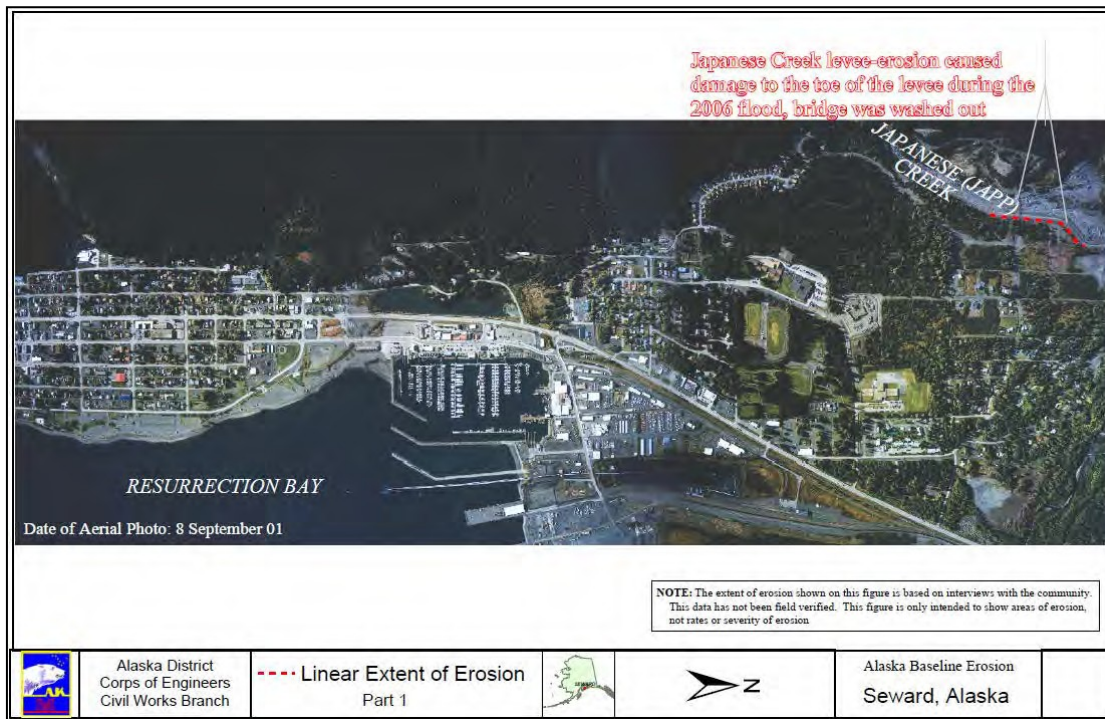 Japanese Creek levee-erosion caused
damage to the toe of the levee during the
2006 flood, bridge was washed out
JAPANESE (JAPP)
CREEK
RESURRECTION BAY
Date of Aerial Photo: 8 September 01
NOTE: The extent of erosion shown on this figure is based on interviews with the community.
This data has not been field verified. This figure is only intended to show areas of erosion,
not rates or severity of erosion
Alaska District
Corps of Engineers
Civil Works Branch
Linear Extent of Erosion
Part 1
SEWARD
N
Alaska Baseline Erosion
Seward, Alaska